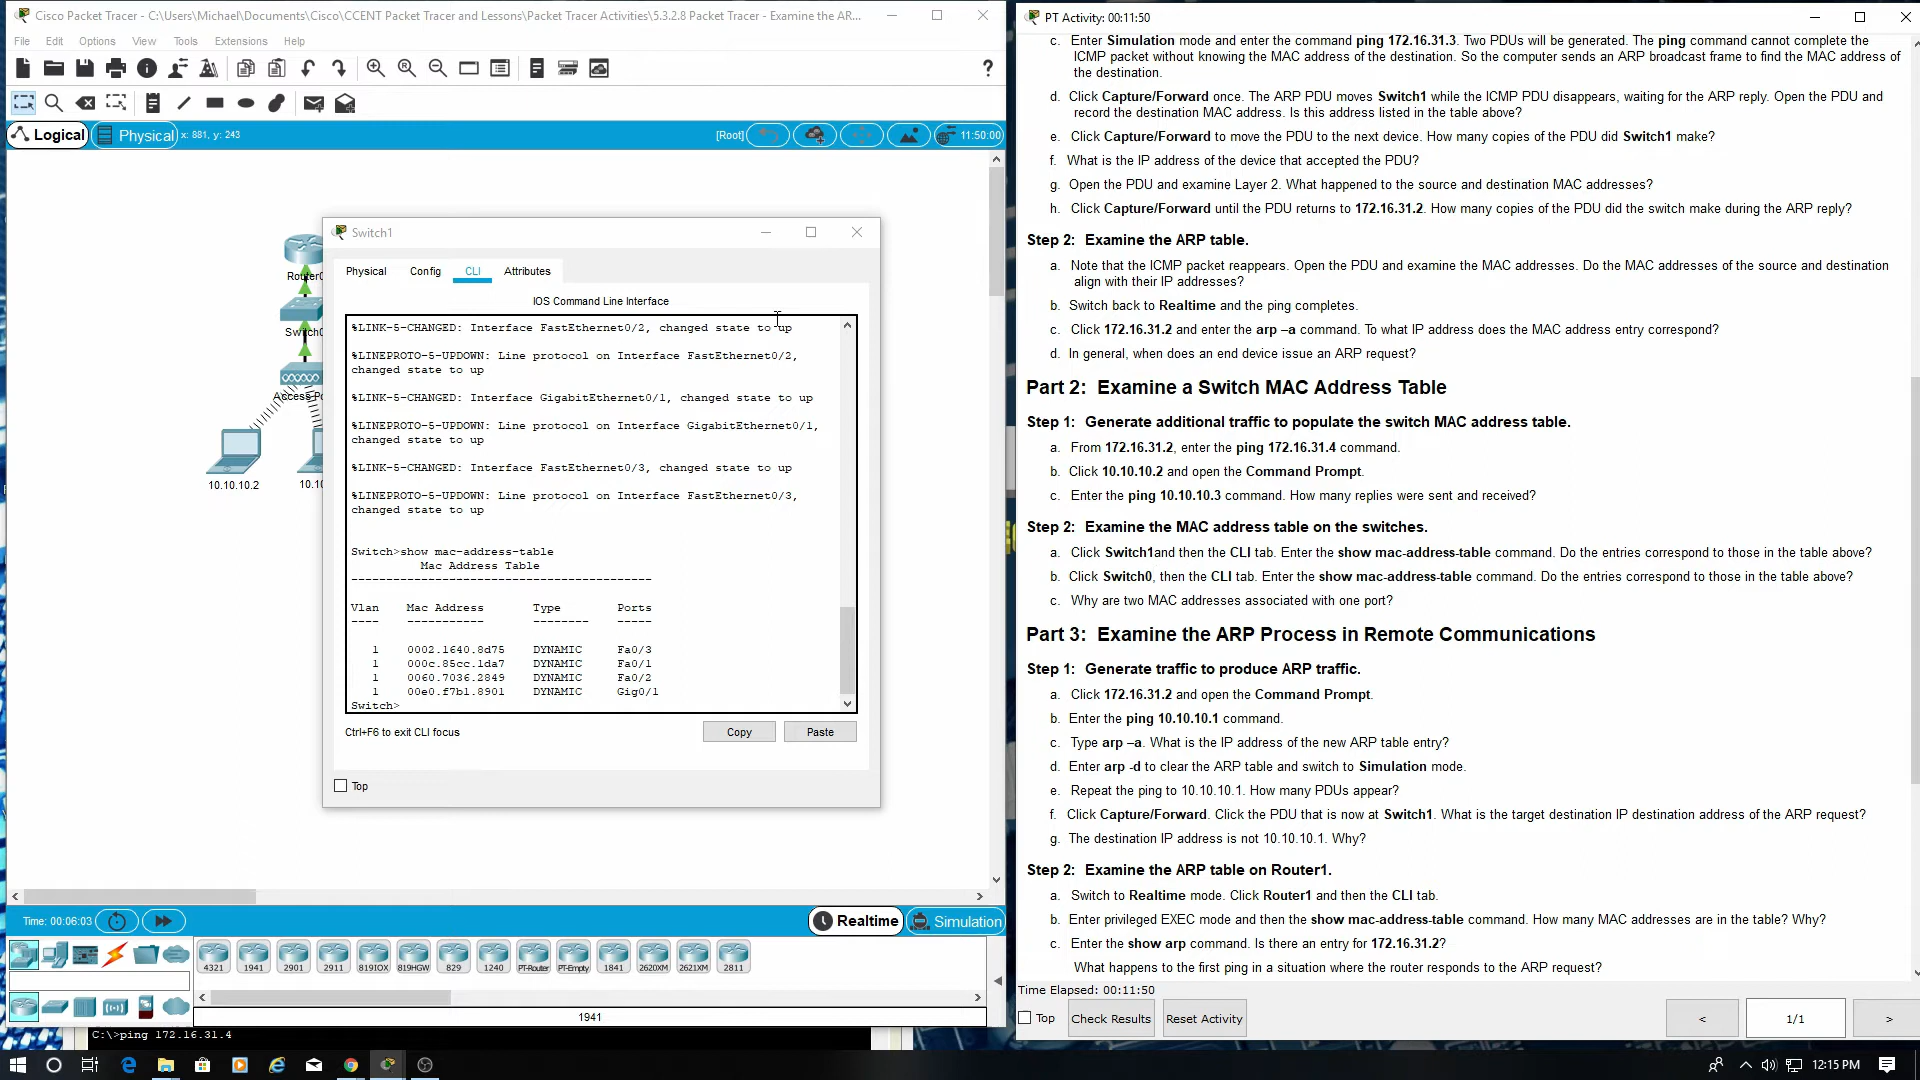 Cisco Packet Tracer - C:\Users\Michael\Documents\Cisco\CCENT Packet Tracer and Lessons\Packet Tracer Activities\5.3.2.8 Packet Tracer - Examine the AR...
File Edit Options View Tools Extensions Help
Logical Physical x: 881, y: 243 [Root] 11:50:00
Router
Switch
Access Po
10.10.10.2
10.10
Switch1
Physical Config CLI Attributes
IOS Command Line Interface
%LINK-5-CHANGED: Interface FastEthernet0/2, changed state to up
%LINEPROTO-5-UPDOWN: Line protocol on Interface FastEthernet0/2,
changed state to up
%LINK-5-CHANGED: Interface GigabitEthernet0/1, changed state to up
%LINEPROTO-5-UPDOWN: Line protocol on Interface GigabitEthernet0/1,
changed state to up
%LINK-5-CHANGED: Interface FastEthernet0/3, changed state to up
%LINEPROTO-5-UPDOWN: Line protocol on Interface FastEthernet0/3,
changed state to up
Switch>show mac-address-table
Mac Address Table
-------------------------------------------
Vlan Mac Address Type Ports
---- ----------- -------- -----
1 0002.1640.8d75 DYNAMIC Fa0/3
1 000c.85cc.1da7 DYNAMIC Fa0/1
1 0060.7036.2849 DYNAMIC Fa0/2
1 00e0.f7b1.8901 DYNAMIC Gig0/1
Switch>
Ctrl+F6 to exit CLI focus Copy Paste
Top
Time: 00:06:03 Realtime Simulation
4321 1941 2901 2911 819IOX 819HGW 829 1240 PT-Router PT-Empty 1841 2620XM 2621XM 2811
1941
C:\>ping 172.16.31.4
PT Activity: 00:11:50
c. Enter Simulation mode and enter the command ping 172.16.31.3. Two PDUs will be generated. The ping command cannot complete the
ICMP packet without knowing the MAC address of the destination. So the computer sends an ARP broadcast frame to find the MAC address of
the destination.
d. Click Capture/Forward once. The ARP PDU moves Switch1 while the ICMP PDU disappears, waiting for the ARP reply. Open the PDU and
record the destination MAC address. Is this address listed in the table above?
e. Click Capture/Forward to move the PDU to the next device. How many copies of the PDU did Switch1 make?
f. What is the IP address of the device that accepted the PDU?
g. Open the PDU and examine Layer 2. What happened to the source and destination MAC addresses?
h. Click Capture/Forward until the PDU returns to 172.16.31.2. How many copies of the PDU did the switch make during the ARP reply?
Step 2: Examine the ARP table.
a. Note that the ICMP packet reappears. Open the PDU and examine the MAC addresses. Do the MAC addresses of the source and destination
align with their IP addresses?
b. Switch back to Realtime and the ping completes.
c. Click 172.16.31.2 and enter the arp –a command. To what IP address does the MAC address entry correspond?
d. In general, when does an end device issue an ARP request?
Part 2: Examine a Switch MAC Address Table
Step 1: Generate additional traffic to populate the switch MAC address table.
a. From 172.16.31.2, enter the ping 172.16.31.4 command.
b. Click 10.10.10.2 and open the Command Prompt.
c. Enter the ping 10.10.10.3 command. How many replies were sent and received?
Step 2: Examine the MAC address table on the switches.
a. Click Switch1and then the CLI tab. Enter the show mac-address-table command. Do the entries correspond to those in the table above?
b. Click Switch0, then the CLI tab. Enter the show mac-address-table command. Do the entries correspond to those in the table above?
c. Why are two MAC addresses associated with one port?
Part 3: Examine the ARP Process in Remote Communications
Step 1: Generate traffic to produce ARP traffic.
a. Click 172.16.31.2 and open the Command Prompt.
b. Enter the ping 10.10.10.1 command.
c. Type arp –a. What is the IP address of the new ARP table entry?
d. Enter arp -d to clear the ARP table and switch to Simulation mode.
e. Repeat the ping to 10.10.10.1. How many PDUs appear?
f. Click Capture/Forward. Click the PDU that is now at Switch1. What is the target destination IP destination address of the ARP request?
g. The destination IP address is not 10.10.10.1. Why?
Step 2: Examine the ARP table on Router1.
a. Switch to Realtime mode. Click Router1 and then the CLI tab.
b. Enter privileged EXEC mode and then the show mac-address-table command. How many MAC addresses are in the table? Why?
c. Enter the show arp command. Is there an entry for 172.16.31.2?
What happens to the first ping in a situation where the router responds to the ARP request?
Time Elapsed: 00:11:50
Top Check Results Reset Activity < 1/1 >
12:15 PM